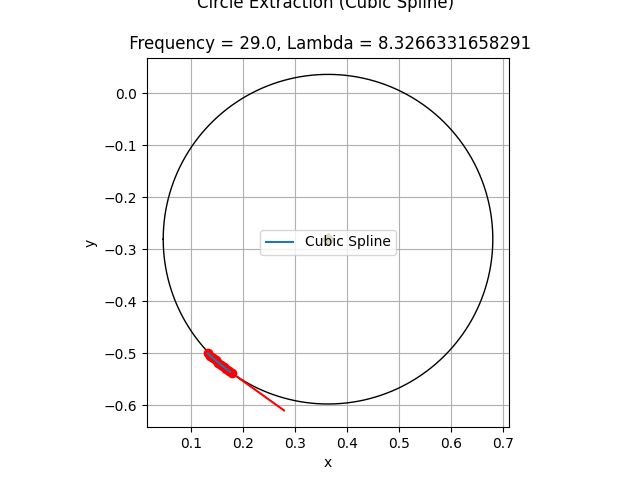 Circle Extraction (Cubic Spline)
Frequency = 29.0, Lambda = 8.3266331658291
0.0
−0.1
−0.2
−0.3
−0.4
−0.5
−0.6
y
Cubic Spline
0.1 0.2 0.3 0.4 0.5 0.6 0.7
x